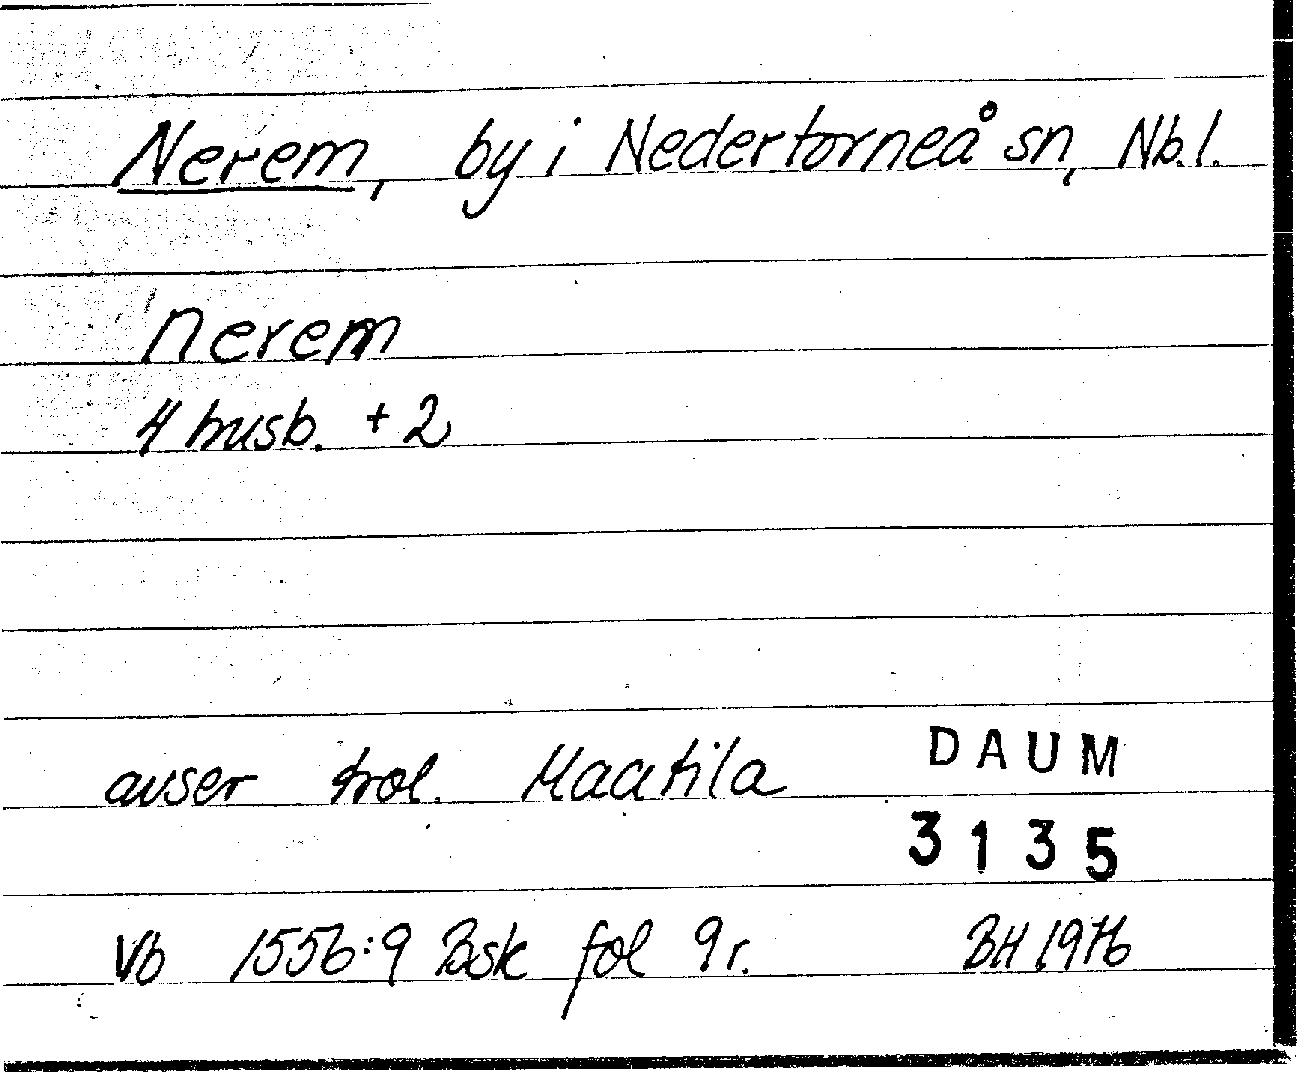 Nerem, by i Nedertorneå sn, Nb.l.
nerem
4 husb. + 2
avser trol. Maatila
DAUM
3135
Vb 1556:9 Bsk fol 9 r. BH 1976